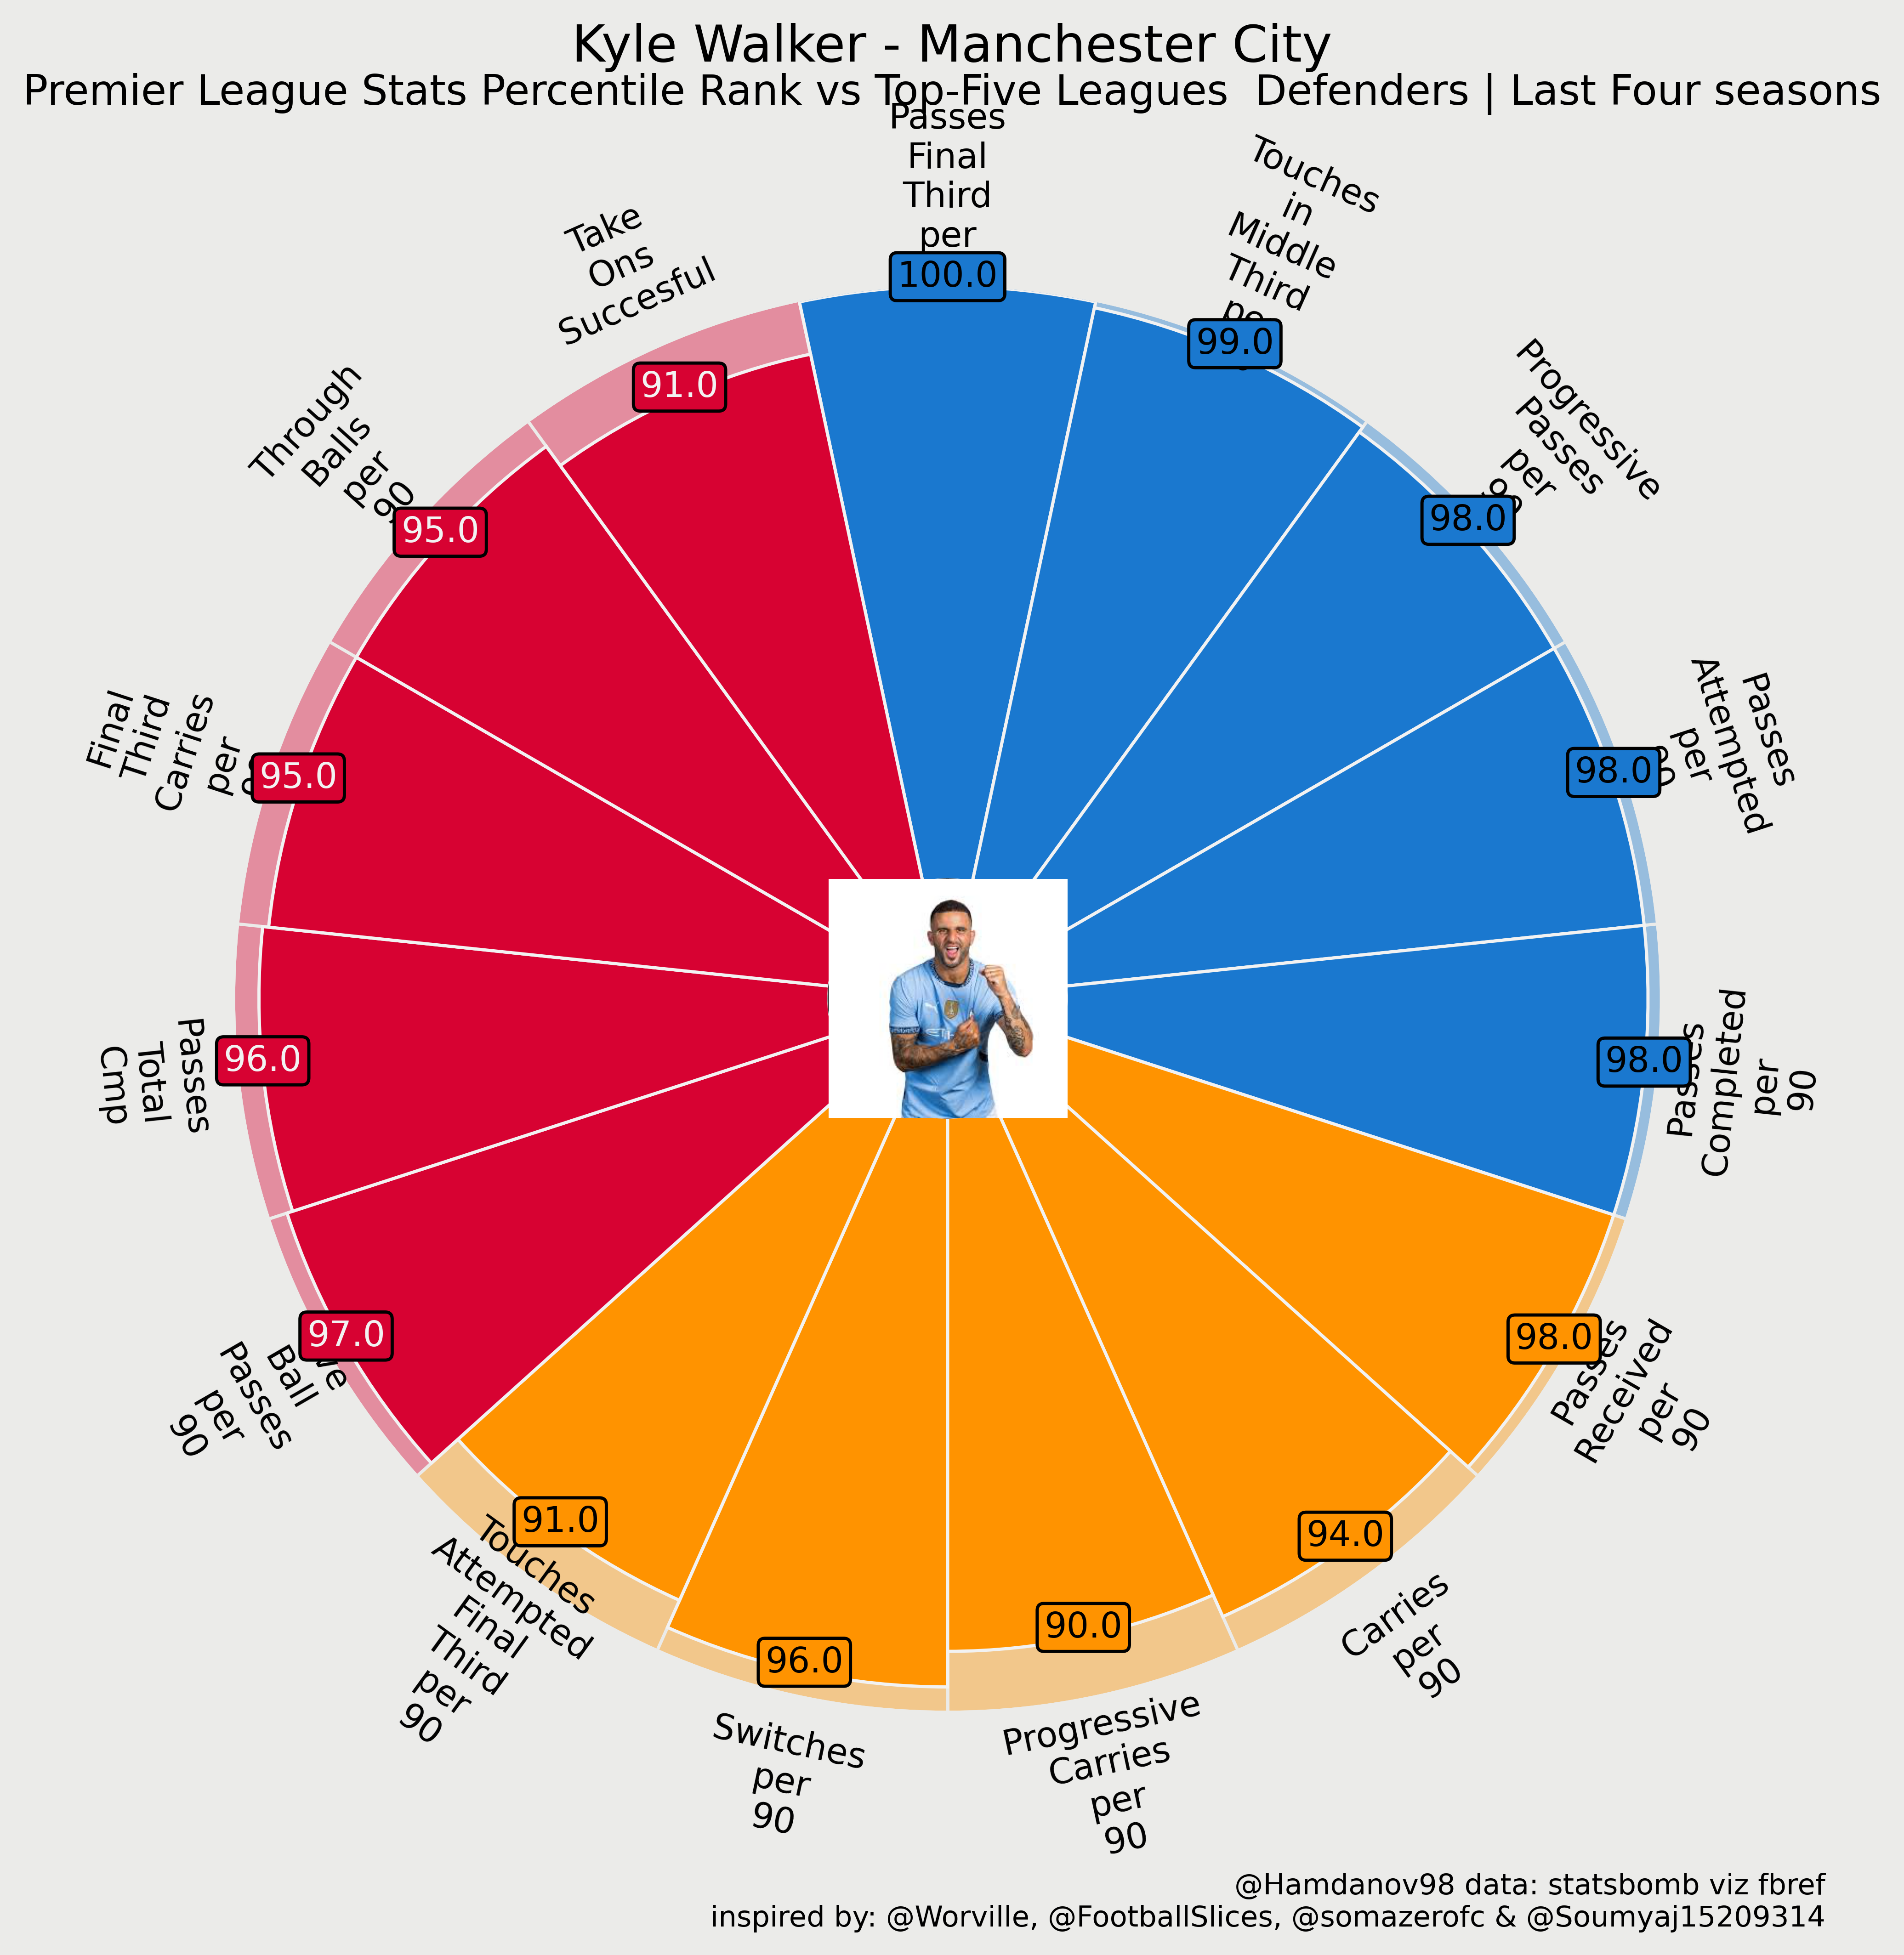 Kyle Walker - Manchester City
Premier League Stats Percentile Rank vs Top-Five Leagues  Defenders | Last Four seasons
Passes
Final
Third
per
100.0
Touches
in
Middle
Third
99.0
Progressive
Passes
per
90
98.0
Passes
Attempted
per
90
98.0
Passes
Completed
per
90
98.0
Passes
Received
per
90
98.0
Carries
per
90
94.0
Progressive
Carries
per
90
90.0
Switches
per
90
96.0
Touches
Attempted
Final
Third
per
90
91.0
Ball
Passes
per
90
97.0
Passes
Total
Cmp
96.0
Final
Third
Carries
per
95.0
Through
Balls
per
90
95.0
Take
Ons
Succesful
91.0
@Hamdanov98 data: statsbomb viz fbref
inspired by: @Worville, @FootballSlices, @somazerofc & @Soumyaj15209314